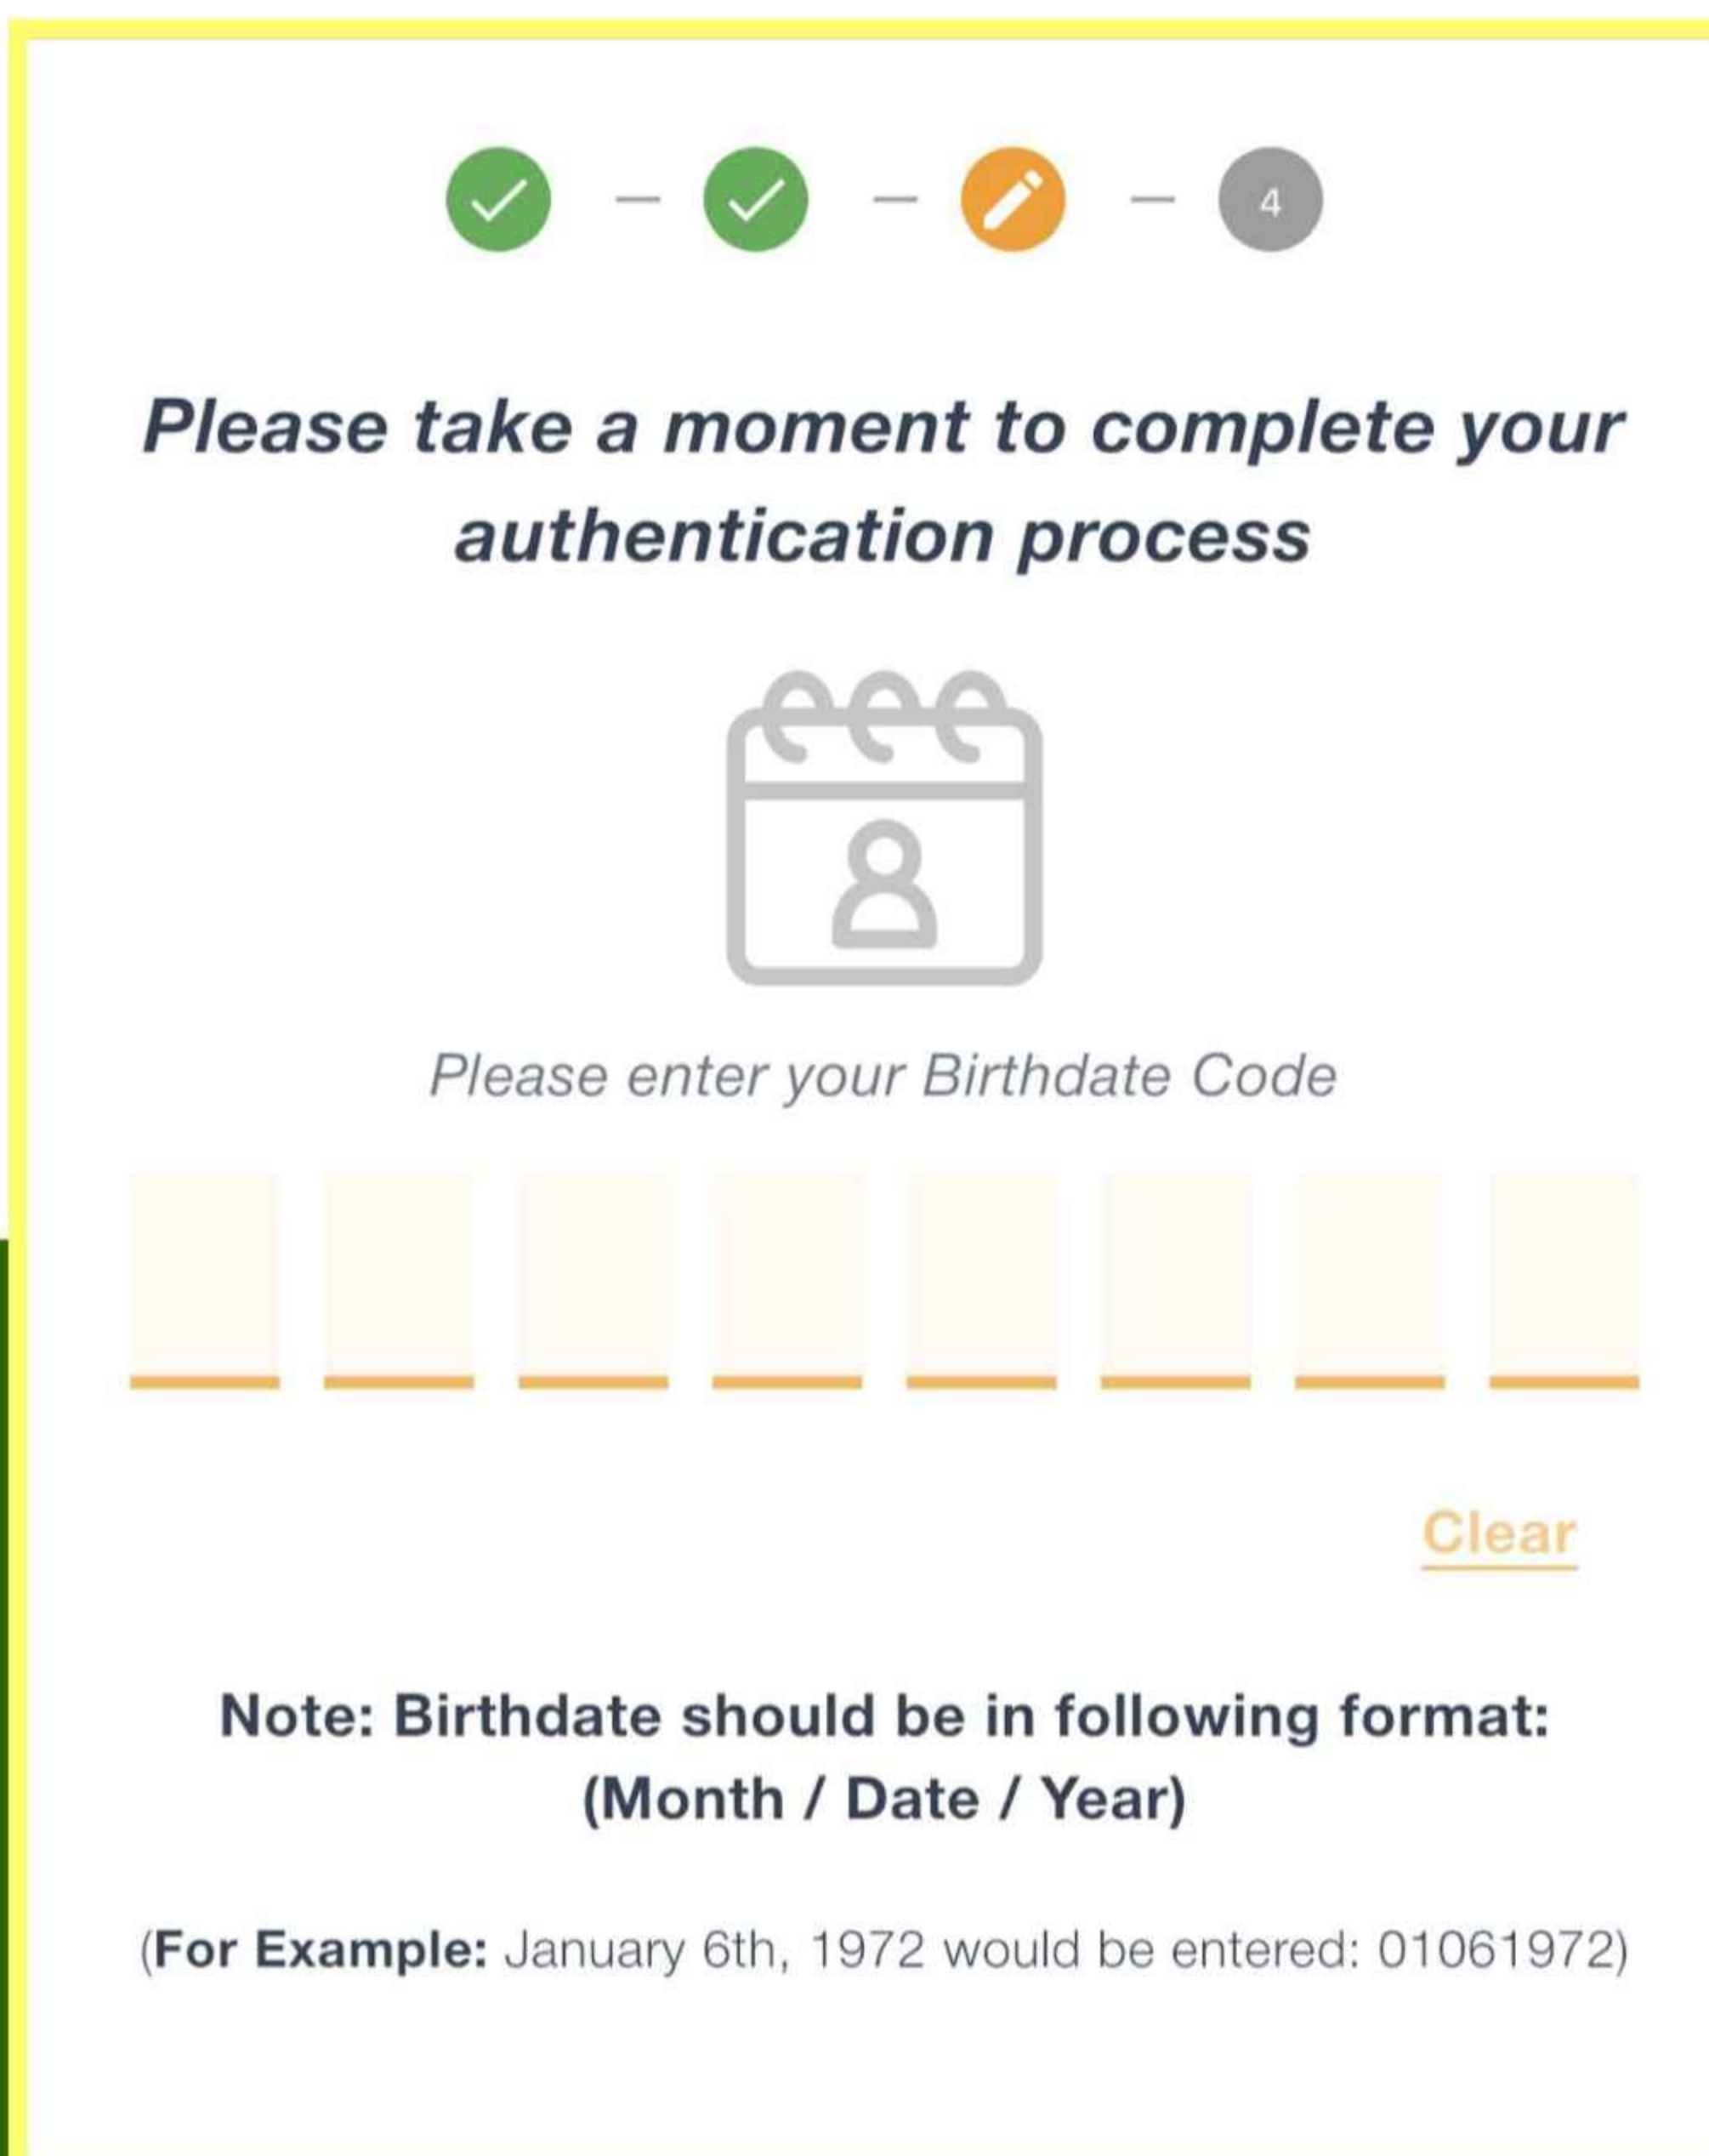 4
Please take a moment to complete your
authentication process
Please enter your Birthdate Code
Clear
Note: Birthdate should be in following format:
(Month / Date / Year)
(For Example: January 6th, 1972 would be entered: 01061972)